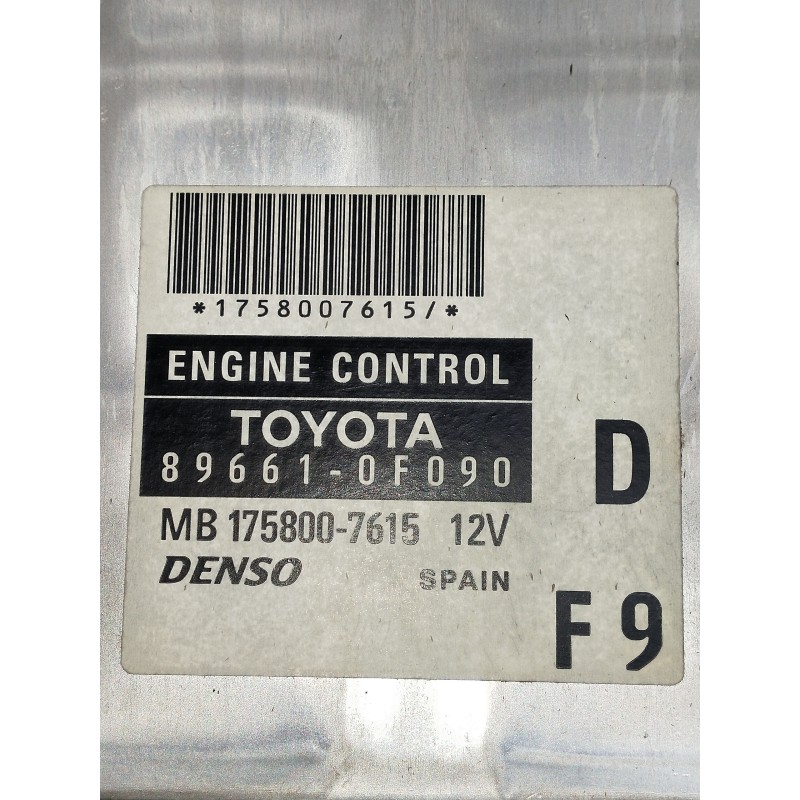 *1758007615/*
ENGINE CONTROL
TOYOTA
89661-0F090
D
MB 175800-7615 12V
DENSO SPAIN
F9